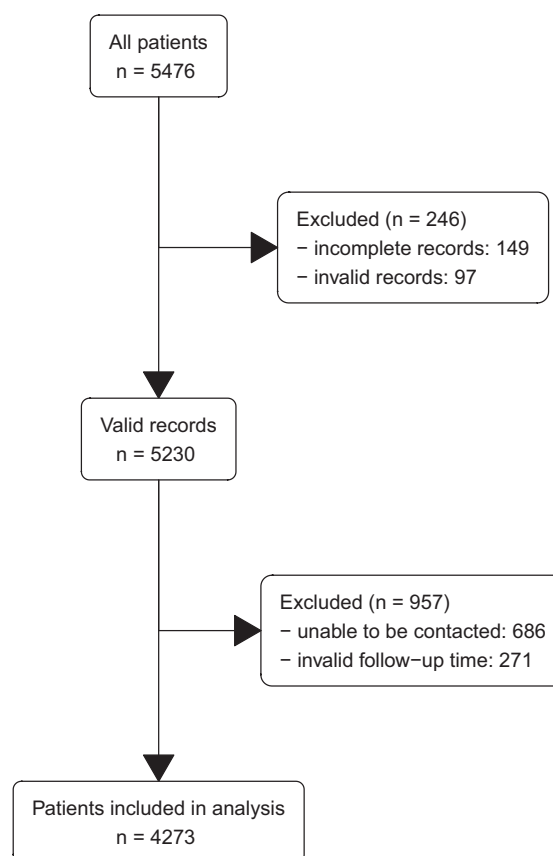 All patients
n = 5476
Excluded (n = 246)
− incomplete records: 149
− invalid records: 97
Valid records
n = 5230
Excluded (n = 957)
− unable to be contacted: 686
− invalid follow−up time: 271
Patients included in analysis
n = 4273